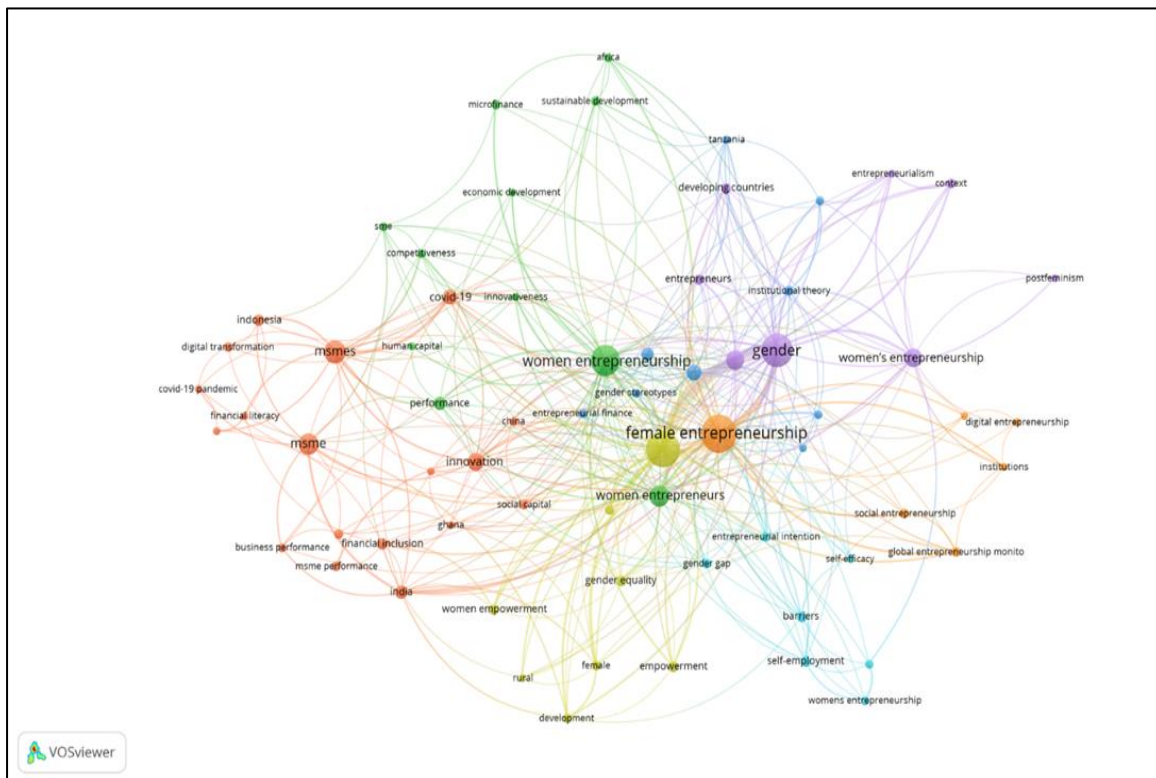 africa
microfinance
sustainable development
tanzania
entrepreneurialism
context
developing countries
economic development
sme
competitiveness
entrepreneurs
institutional theory
postfeminism
covid-19
innovativeness
indonesia
digital transformation
msmes
human capital
women entrepreneurship
gender
women's entrepreneurship
covid-19 pandemic
gender stereotypes
performance
financial literacy
china
entrepreneurial finance
digital entrepreneurship
female entrepreneurship
msme
innovation
institutions
women entrepreneurs
social capital
social entrepreneurship
ghana
entrepreneurial intention
business performance
financial inclusion
global entrepreneurship monito
self-efficacy
gender gap
msme performance
gender equality
india
women empowerment
barriers
female
empowerment
self-employment
rural
womens entrepreneurship
development
VOSviewer